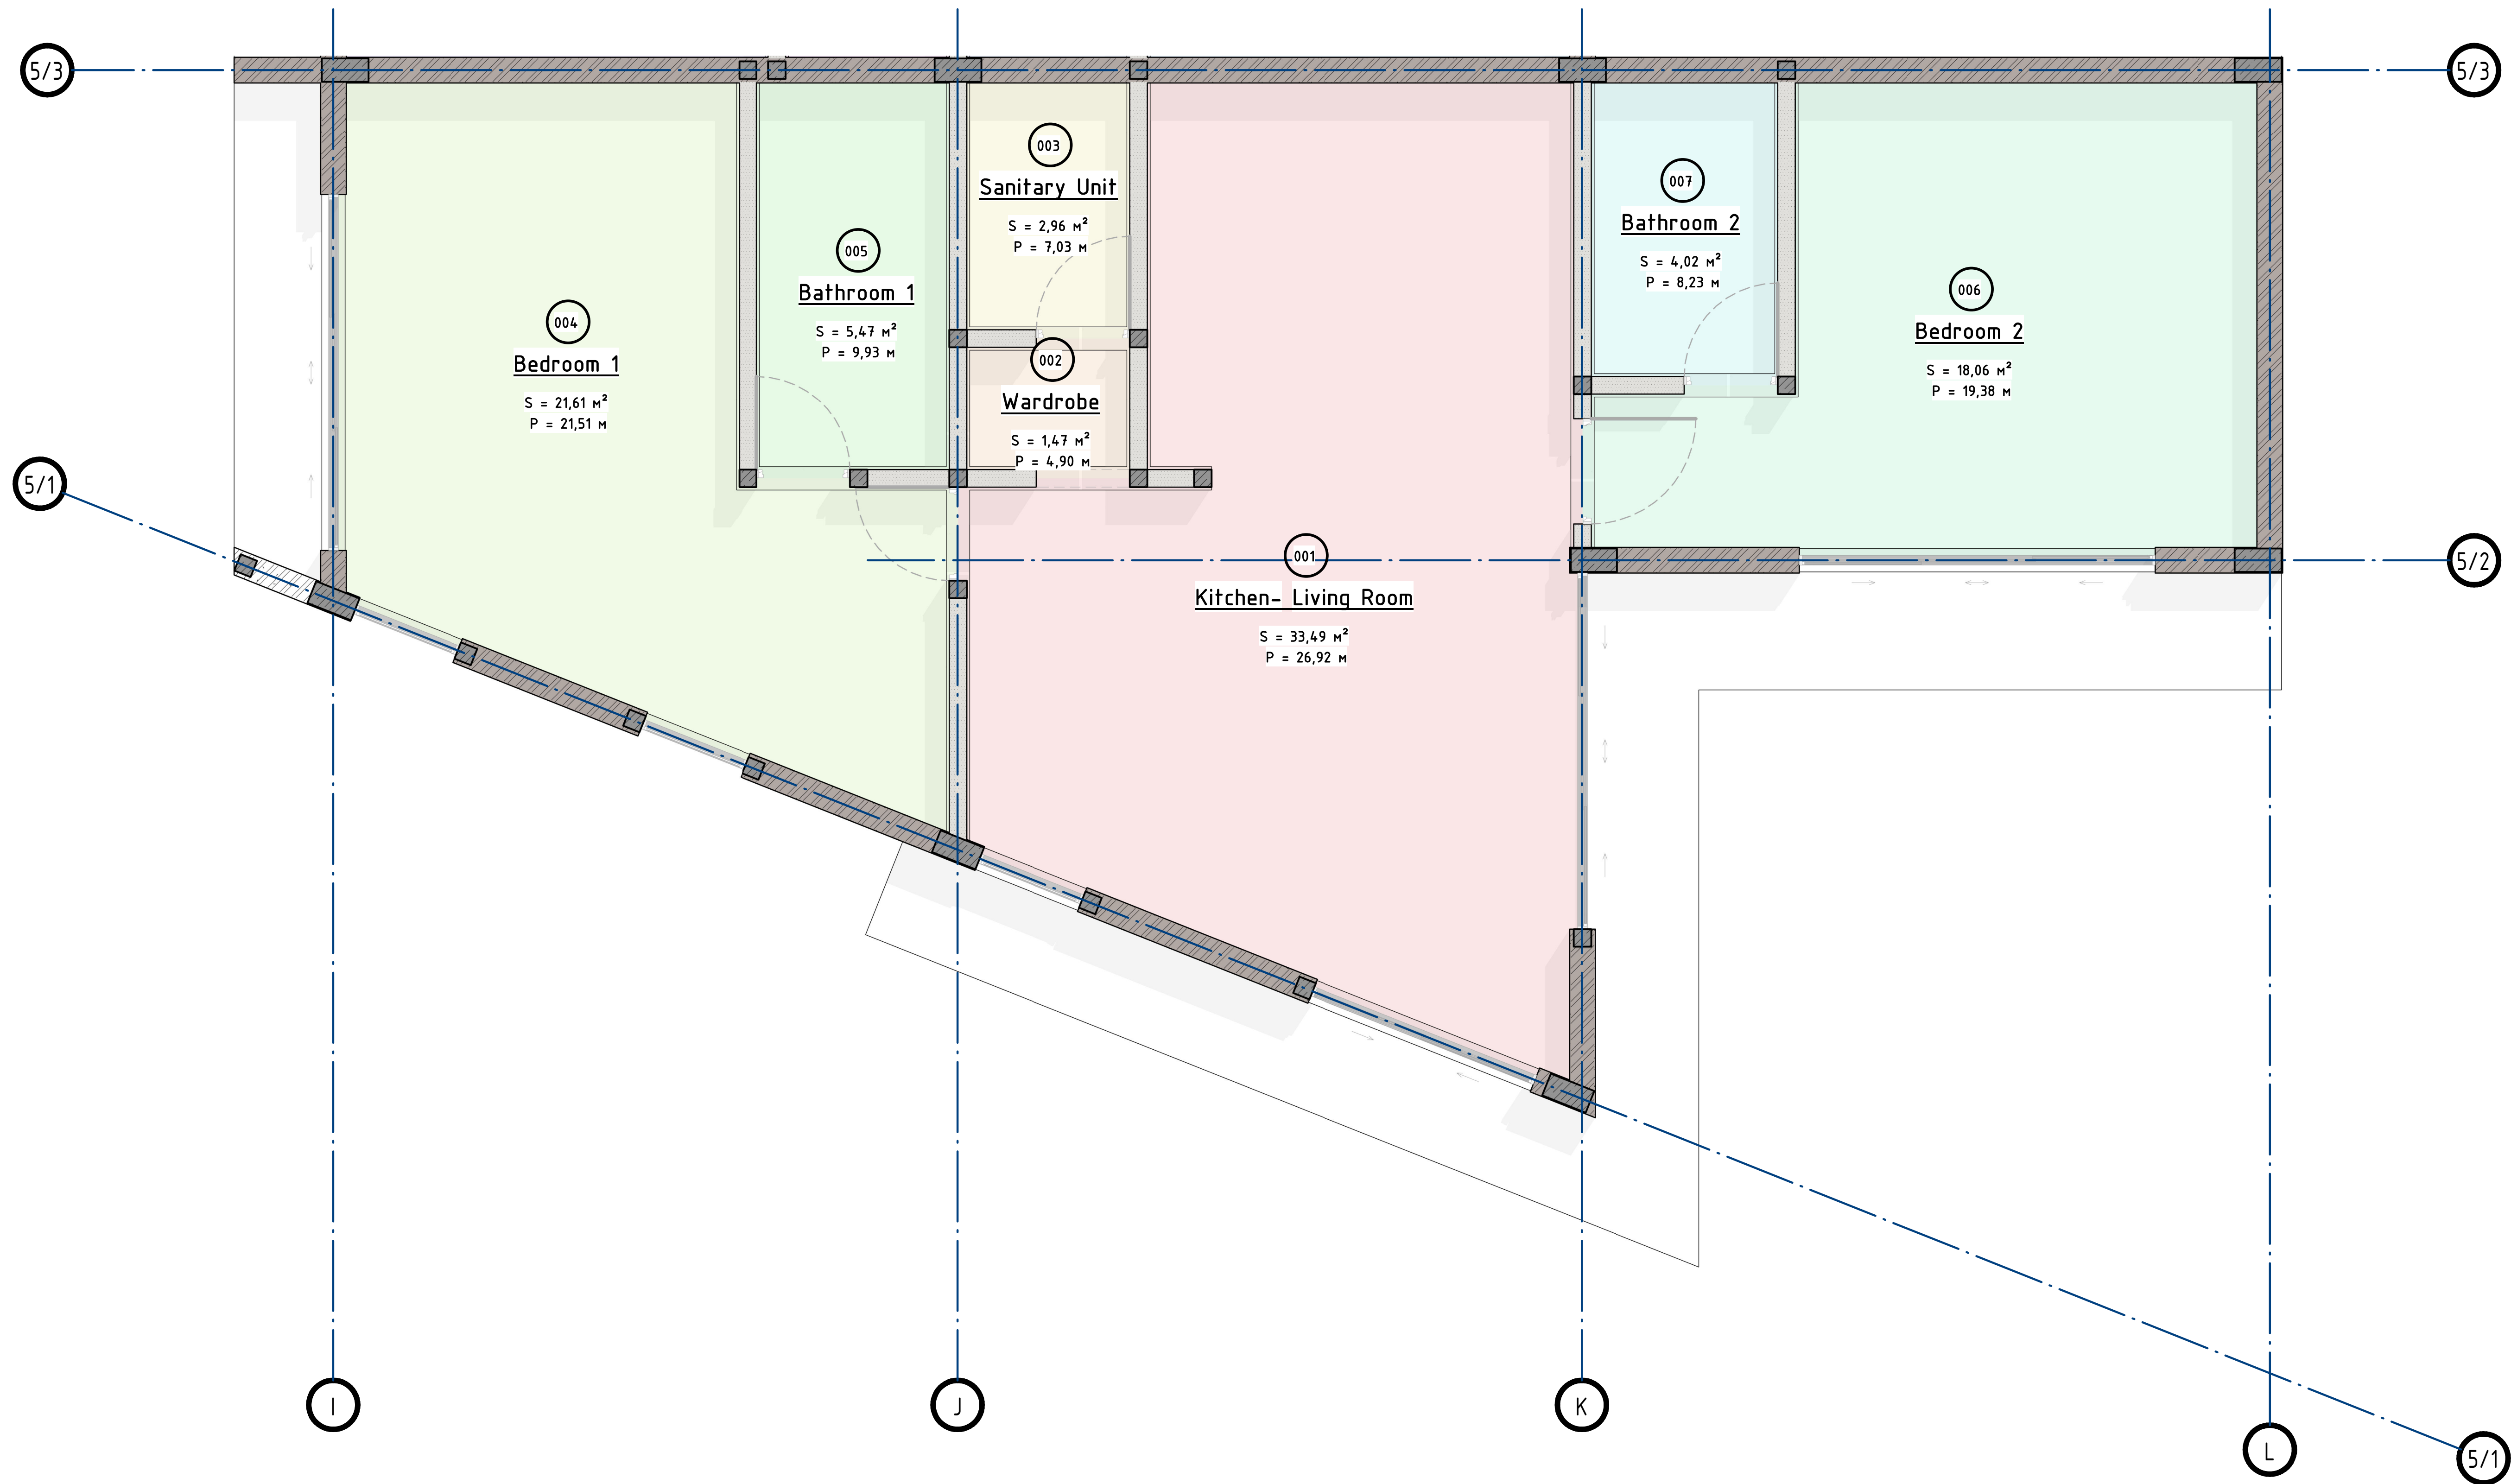 5/3
5/3
003
Sanitary Unit
S = 2,96 м²
P = 7,03 м
007
Bathroom 2
S = 4,02 м²
P = 8,23 м
005
Bathroom 1
S = 5,47 м²
P = 9,93 м
006
Bedroom 2
S = 18,06 м²
P = 19,38 м
004
Bedroom 1
S = 21,61 м²
P = 21,51 м
002
Wardrobe
S = 1,47 м²
P = 4,90 м
5/1
001
Kitchen- Living Room
S = 33,49 м²
P = 26,92 м
5/2
I
J
K
L
5/1